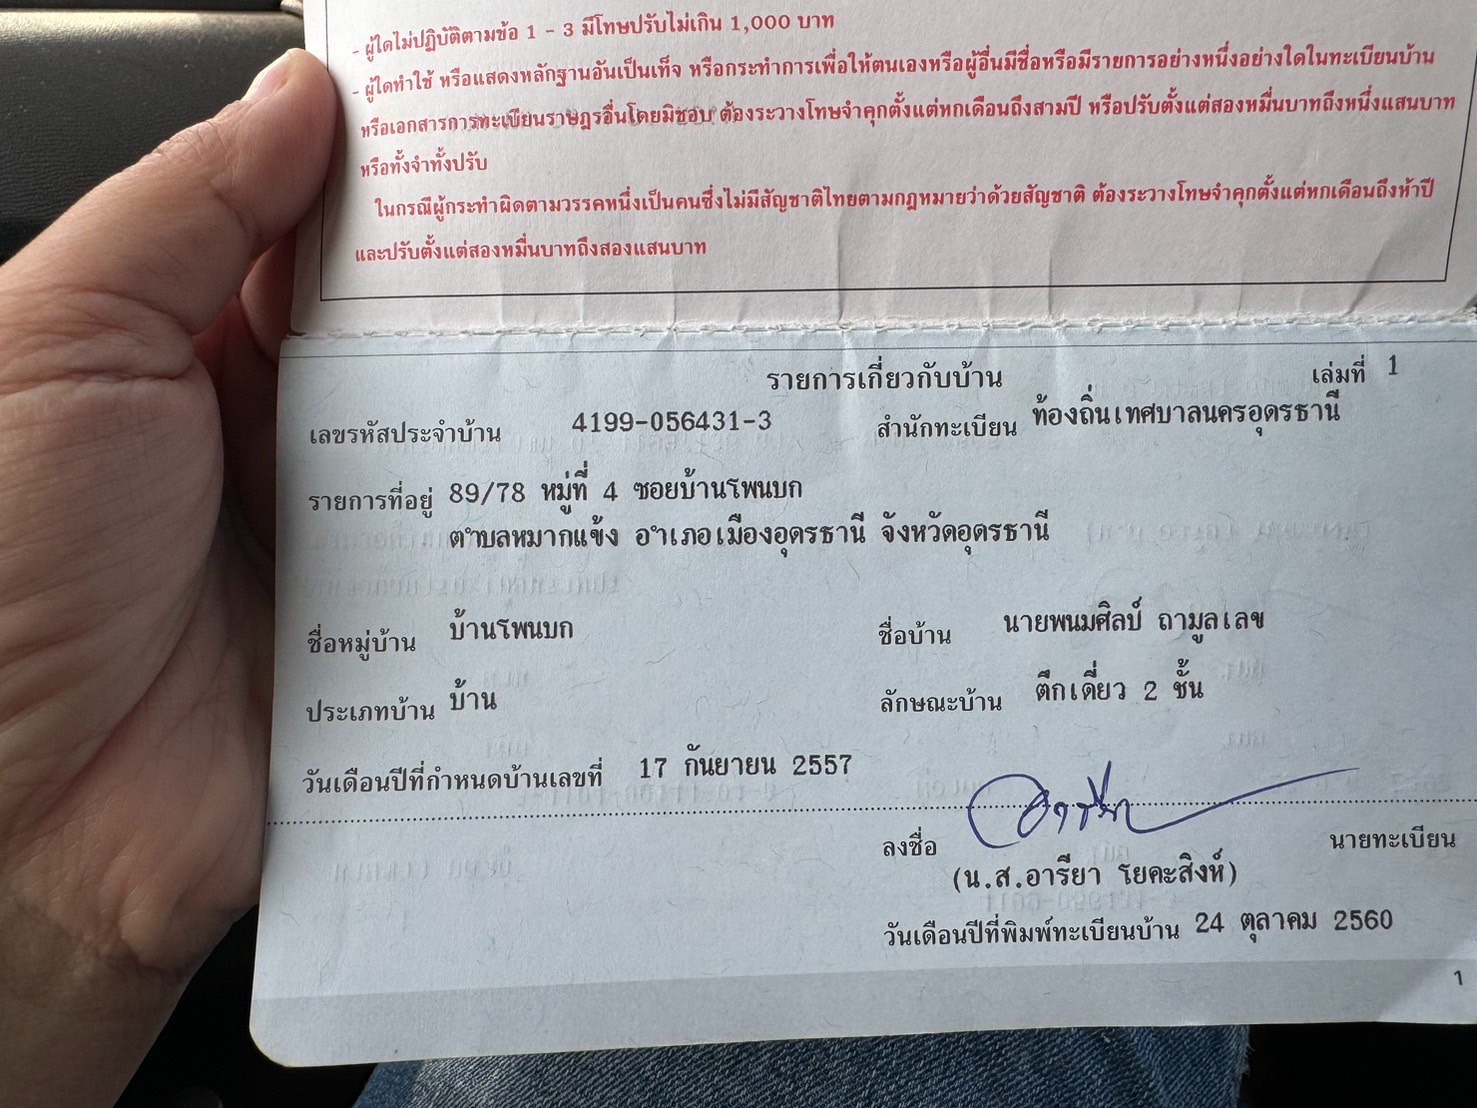 - ผู้ใดไม่ปฏิบัติตามข้อ 1 - 3 มีโทษปรับไม่เกิน 1,000 บาท
- ผู้ใดทำใช้ หรือแสดงหลักฐานอันเป็นเท็จ หรือกระทำการเพื่อให้ตนเองหรือผู้อื่นมีชื่อหรือมีรายการอย่างหนึ่งอย่างใดในทะเบียนบ้าน
หรือเอกสารการทะเบียนราษฎรอื่นโดยมิชอบ ต้องระวางโทษจำคุกตั้งแต่หกเดือนถึงสามปี หรือปรับตั้งแต่สองหมื่นบาทถึงหนึ่งแสนบาท
หรือทั้งจำทั้งปรับ
ในกรณีผู้กระทำผิดตามวรรคหนึ่งเป็นคนซึ่งไม่มีสัญชาติไทยตามกฎหมายว่าด้วยสัญชาติ ต้องระวางโทษจำคุกตั้งแต่หกเดือนถึงห้าปี
และปรับตั้งแต่สองหมื่นบาทถึงสองแสนบาท
รายการเกี่ยวกับบ้าน เล่มที่ 1
เลขรหัสประจำบ้าน 4199-056431-3 สำนักทะเบียน ท้องถิ่นเทศบาลนครอุดรธานี
รายการที่อยู่ 89/78 หมู่ที่ 4 ซอยบ้านโพนบก
ตำบลหมากแข้ง อำเภอเมืองอุดรธานี จังหวัดอุดรธานี
ชื่อหมู่บ้าน บ้านโพนบก ชื่อบ้าน นายพนมศิลป์ ถามูลเลข
ประเภทบ้าน บ้าน ลักษณะบ้าน ตึกเดี่ยว 2 ชั้น
วันเดือนปีที่กำหนดบ้านเลขที่ 17 กันยายน 2557
ลงชื่อ อารียา นายทะเบียน
(น.ส.อารียา โยคะสิงห์)
วันเดือนปีที่พิมพ์ทะเบียนบ้าน 24 ตุลาคม 2560
1